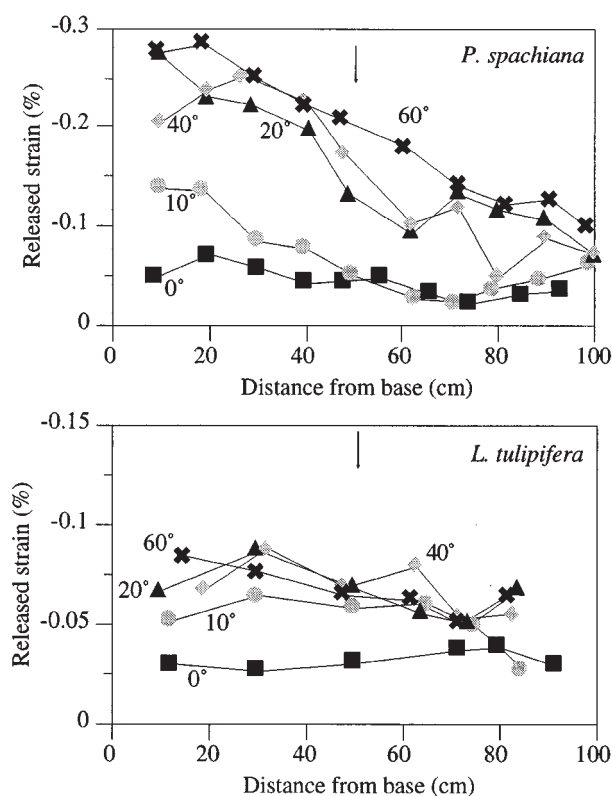 -0.3
P. spachiana
60°
-0.2
40°
20°
10°
-0.1
0°
0
Released strain (%)
0 20 40 60 80 100
Distance from base (cm)
-0.15
L. tulipifera
-0.1
60°
40°
20°
10°
-0.05
0°
0
Released strain (%)
0 20 40 60 80 100
Distance from base (cm)